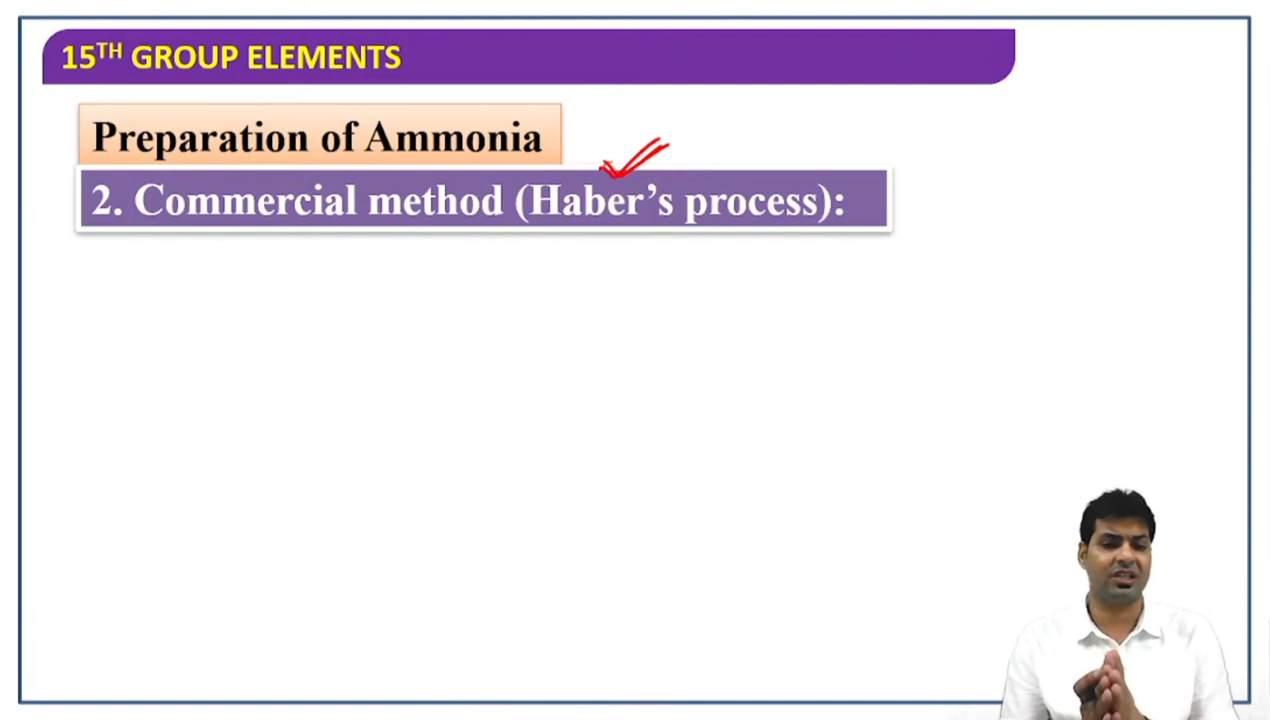 15TH GROUP ELEMENTS
Preparation of Ammonia
2. Commercial method (Haber’s process):